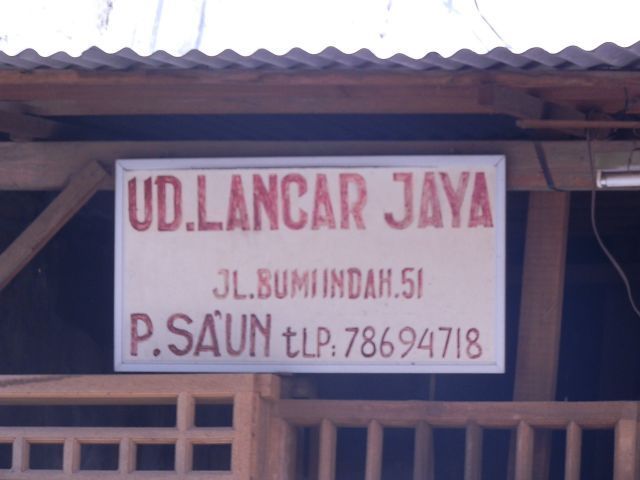 UD.LANCAR JAYA
JL.BUMI INDAH.51
P.SA'UN tLP:78694718